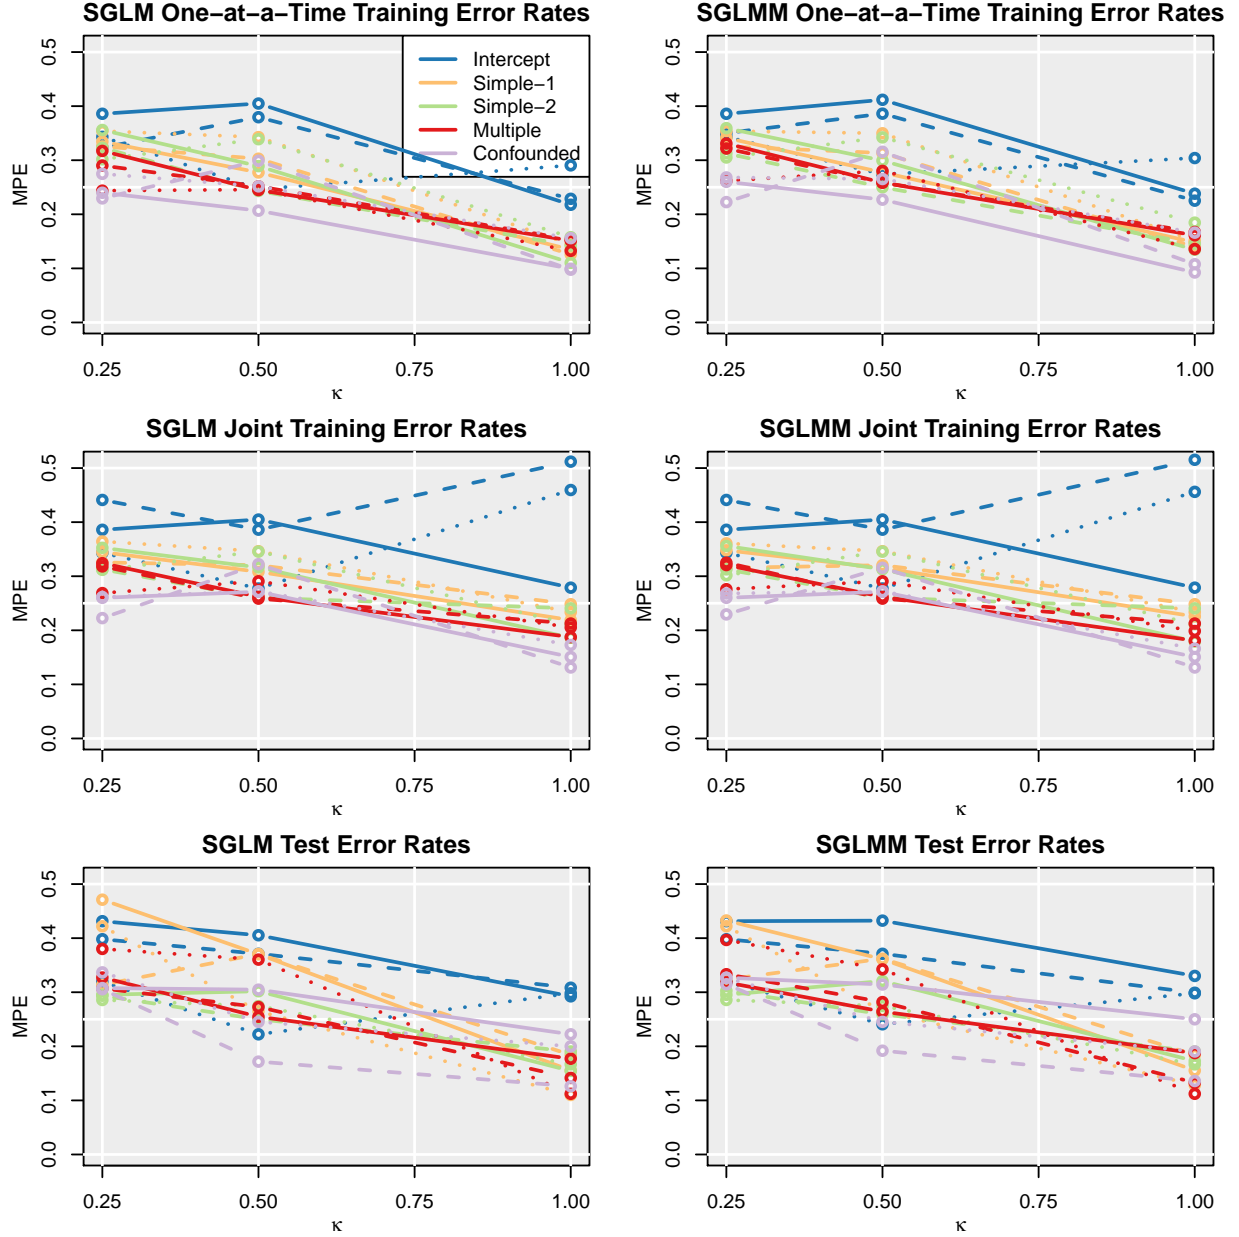 SGLM One−at−a−Time Training Error Rates
MPE
0.5
0.4
0.3
0.2
0.1
0.0
Intercept
Simple−1
Simple−2
Multiple
Confounded
0.25 0.50 0.75 1.00
κ
SGLMM One−at−a−Time Training Error Rates
MPE
0.5
0.4
0.3
0.2
0.1
0.0
0.25 0.50 0.75 1.00
κ
SGLM Joint Training Error Rates
MPE
0.5
0.4
0.3
0.2
0.1
0.0
0.25 0.50 0.75 1.00
κ
SGLMM Joint Training Error Rates
MPE
0.5
0.4
0.3
0.2
0.1
0.0
0.25 0.50 0.75 1.00
κ
SGLM Test Error Rates
MPE
0.5
0.4
0.3
0.2
0.1
0.0
0.25 0.50 0.75 1.00
κ
SGLMM Test Error Rates
MPE
0.5
0.4
0.3
0.2
0.1
0.0
0.25 0.50 0.75 1.00
κ